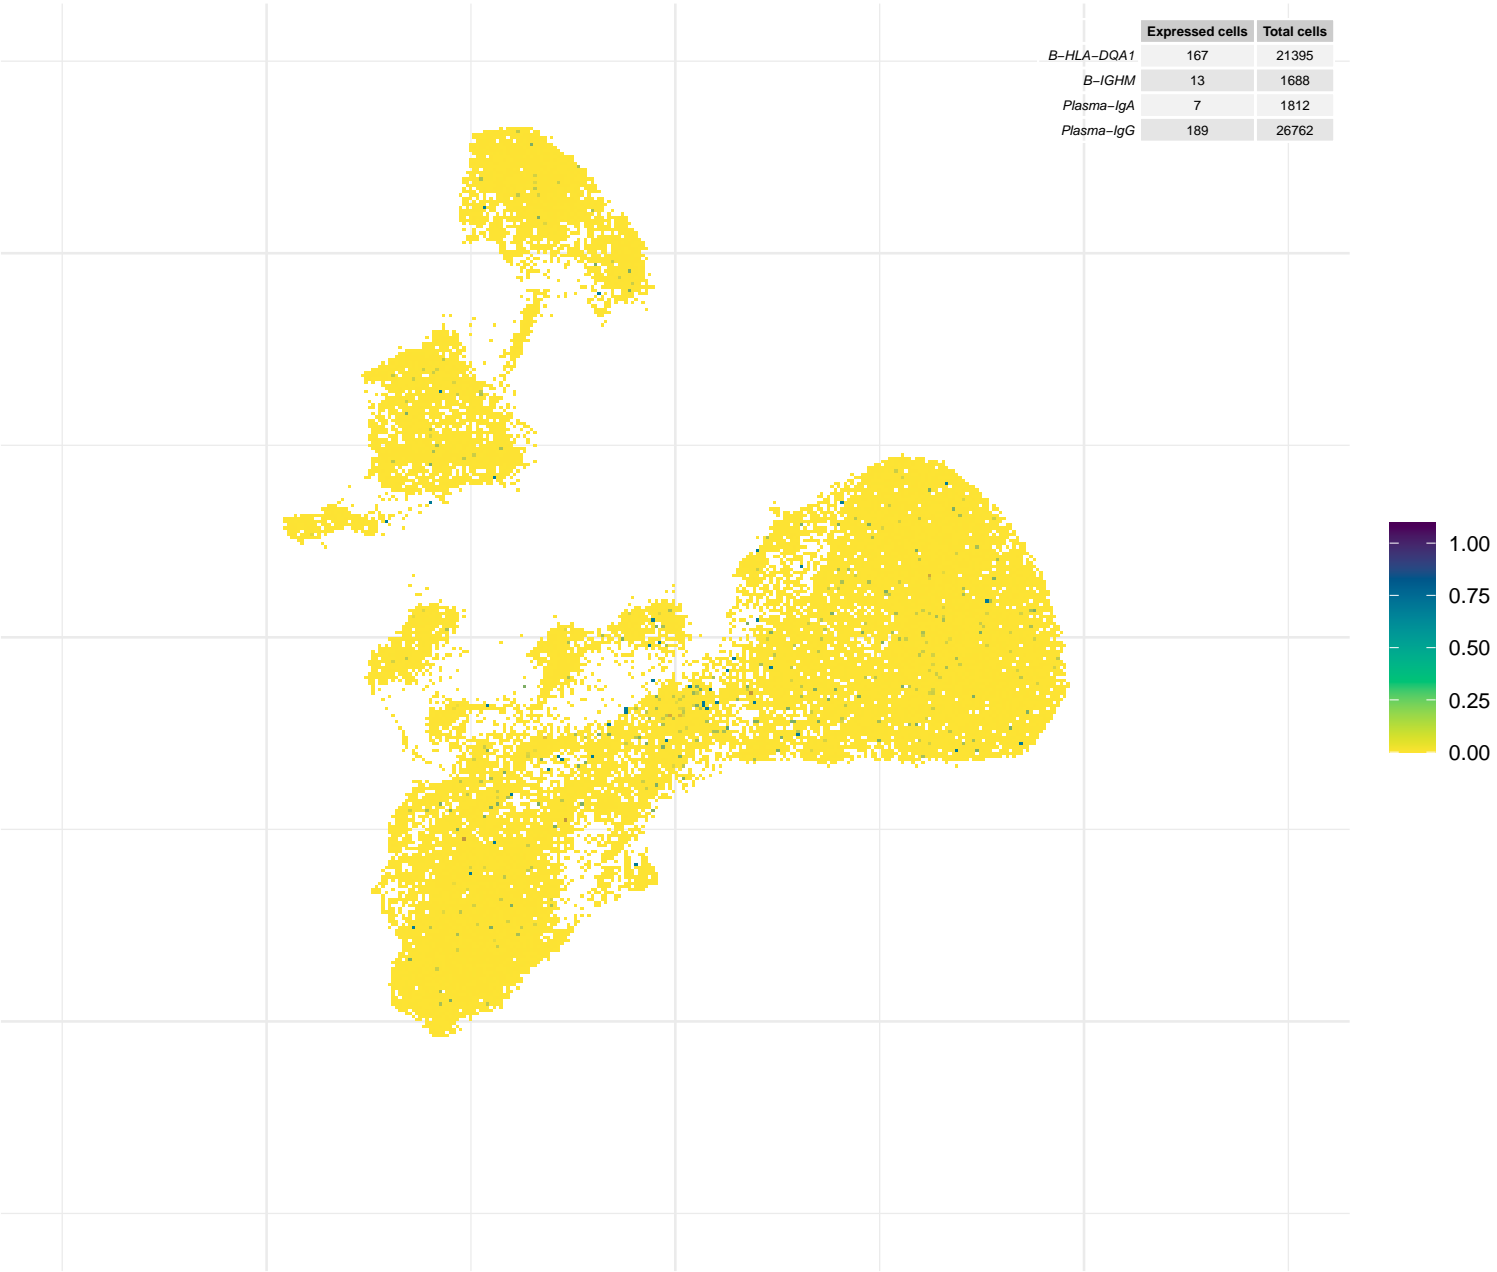 Expressed cells Total cells
B−HLA−DQA1 167 21395
B−IGHM 13 1688
Plasma−IgA 7 1812
Plasma−IgG 189 26762
1.00
0.75
0.50
0.25
0.00